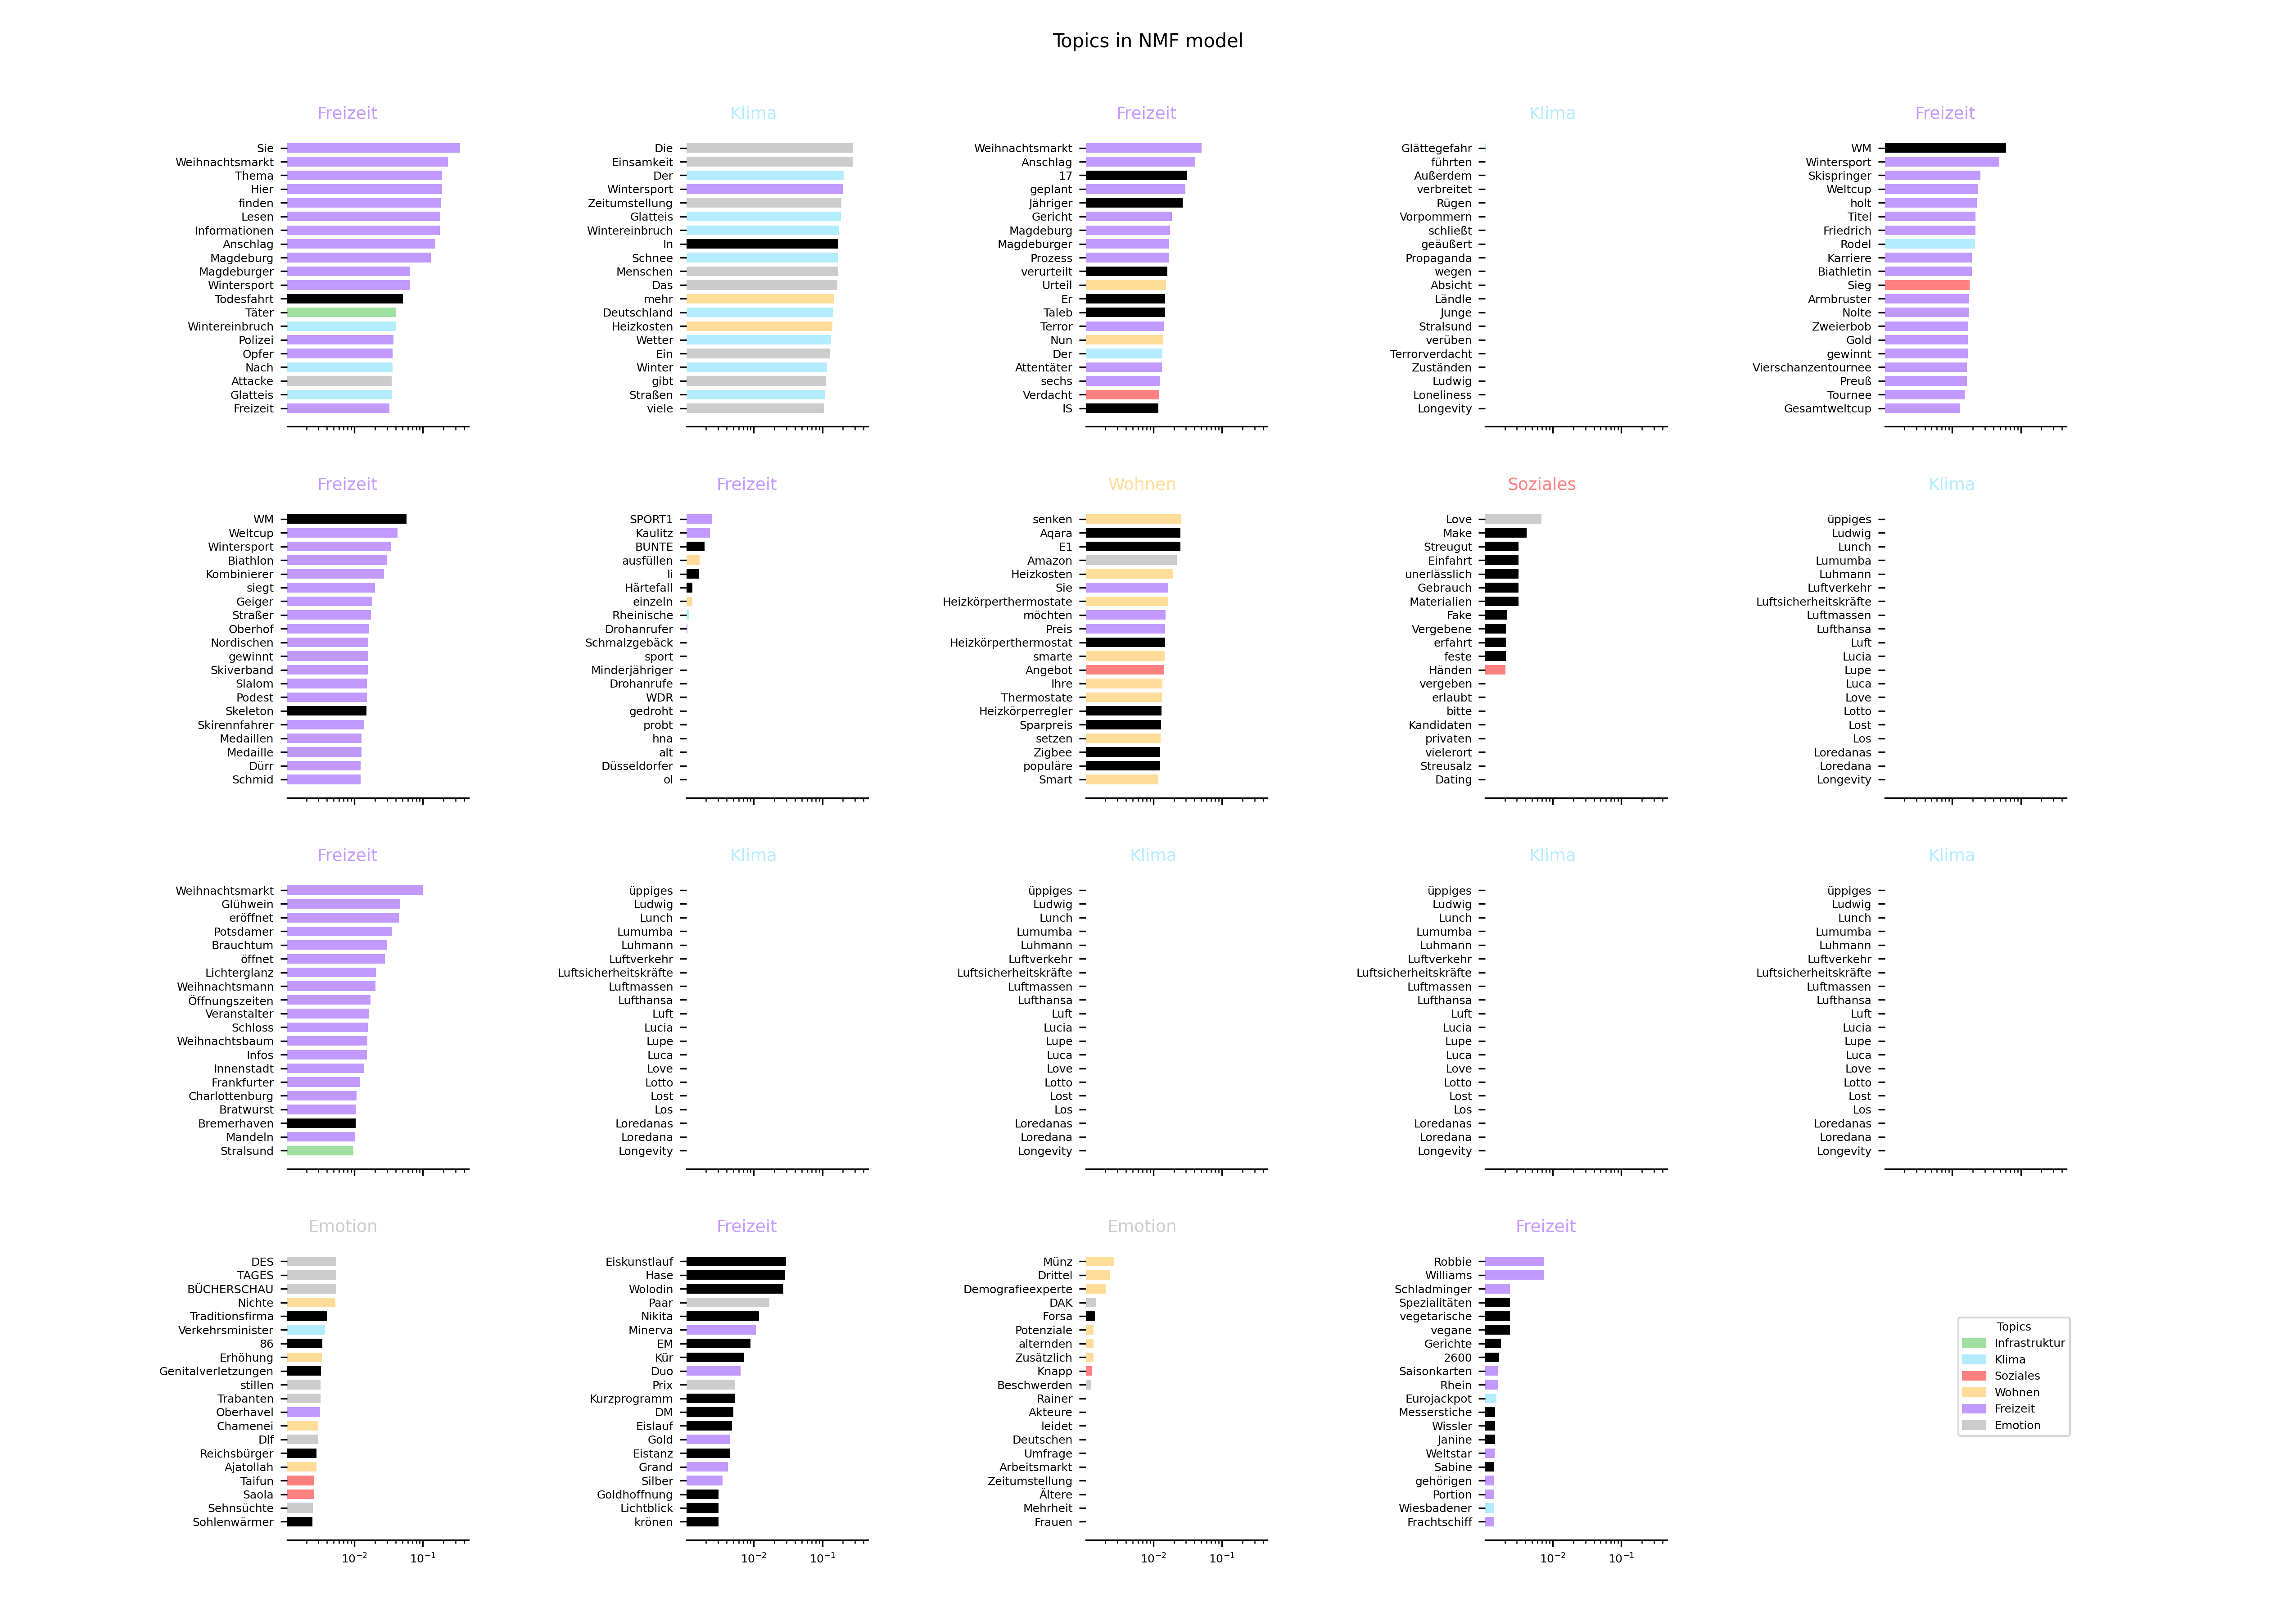 Topics in NMF model
Freizeit
Sie
Weihnachtsmarkt
Thema
Hier
finden
Lesen
Informationen
Anschlag
Magdeburg
Magdeburger
Wintersport
Todesfahrt
Täter
Wintereinbruch
Polizei
Opfer
Nach
Attacke
Glatteis
Freizeit
Klima
Die
Einsamkeit
Der
Wintersport
Zeitumstellung
Glatteis
Wintereinbruch
In
Schnee
Menschen
Das
mehr
Deutschland
Heizkosten
Wetter
Ein
Winter
gibt
Straßen
viele
Freizeit
Weihnachtsmarkt
Anschlag
17
geplant
Jähriger
Gericht
Magdeburg
Magdeburger
Prozess
verurteilt
Urteil
Er
Taleb
Terror
Nun
Der
Attentäter
sechs
Verdacht
IS
Klima
Glättegefahr
führten
Außerdem
verbreitet
Rügen
Vorpommern
schließt
geäußert
Propaganda
wegen
Absicht
Ländle
Junge
Stralsund
verüben
Terrorverdacht
Zuständen
Ludwig
Loneliness
Longevity
Freizeit
WM
Wintersport
Skispringer
Weltcup
holt
Titel
Friedrich
Rodel
Karriere
Biathletin
Sieg
Armbruster
Nolte
Zweierbob
Gold
gewinnt
Vierschanzentournee
Preuß
Tournee
Gesamtweltcup
Freizeit
WM
Weltcup
Wintersport
Biathlon
Kombinierer
siegt
Geiger
Straßer
Oberhof
Nordischen
gewinnt
Skiverband
Slalom
Podest
Skeleton
Skirennfahrer
Medaillen
Medaille
Dürr
Schmid
Freizeit
SPORT1
Kaulitz
BUNTE
ausfüllen
li
Härtefall
einzeln
Rheinische
Drohanrufer
Schmalzgebäck
sport
Minderjähriger
Drohanrufe
WDR
gedroht
probt
hna
alt
Düsseldorfer
ol
Wohnen
senken
Aqara
E1
Amazon
Heizkosten
Sie
Heizkörperthermostate
möchten
Preis
Heizkörperthermostat
smarte
Angebot
Ihre
Thermostate
Heizkörperregler
Sparpreis
setzen
Zigbee
populäre
Smart
Soziales
Love
Make
Streugut
Einfahrt
unerlässlich
Gebrauch
Materialien
Fake
Vergebene
erfahrt
feste
Händen
vergeben
erlaubt
bitte
Kandidaten
privaten
vielerort
Streusalz
Dating
Klima
üppiges
Ludwig
Lunch
Lumumba
Luhmann
Luftverkehr
Luftsicherheitskräfte
Luftmassen
Lufthansa
Luft
Lucia
Lupe
Luca
Love
Lotto
Lost
Los
Loredanas
Loredana
Longevity
Freizeit
Weihnachtsmarkt
Glühwein
eröffnet
Potsdamer
Brauchtum
öffnet
Lichterglanz
Weihnachtsmann
Öffnungszeiten
Veranstalter
Schloss
Weihnachtsbaum
Infos
Innenstadt
Frankfurter
Charlottenburg
Bratwurst
Bremerhaven
Mandeln
Stralsund
Klima
üppiges
Ludwig
Lunch
Lumumba
Luhmann
Luftverkehr
Luftsicherheitskräfte
Luftmassen
Lufthansa
Luft
Lucia
Lupe
Luca
Love
Lotto
Lost
Los
Loredanas
Loredana
Longevity
Klima
üppiges
Ludwig
Lunch
Lumumba
Luhmann
Luftverkehr
Luftsicherheitskräfte
Luftmassen
Lufthansa
Luft
Lucia
Lupe
Luca
Love
Lotto
Lost
Los
Loredanas
Loredana
Longevity
Klima
üppiges
Ludwig
Lunch
Lumumba
Luhmann
Luftverkehr
Luftsicherheitskräfte
Luftmassen
Lufthansa
Luft
Lucia
Lupe
Luca
Love
Lotto
Lost
Los
Loredanas
Loredana
Longevity
Klima
üppiges
Ludwig
Lunch
Lumumba
Luhmann
Luftverkehr
Luftsicherheitskräfte
Luftmassen
Lufthansa
Luft
Lucia
Lupe
Luca
Love
Lotto
Lost
Los
Loredanas
Loredana
Longevity
Emotion
DES
TAGES
BÜCHERSCHAU
Nichte
Traditionsfirma
Verkehrsminister
86
Erhöhung
Genitalverletzungen
stillen
Trabanten
Oberhavel
Chamenei
Dlf
Reichsbürger
Ajatollah
Taifun
Saola
Sehnsüchte
Sohlenwärmer
10⁻² 10⁻¹
Freizeit
Eiskunstlauf
Hase
Wolodin
Paar
Nikita
Minerva
EM
Kür
Duo
Prix
Kurzprogramm
DM
Eislauf
Gold
Eistanz
Grand
Silber
Goldhoffnung
Lichtblick
krönen
10⁻² 10⁻¹
Emotion
Münz
Drittel
Demografieexperte
DAK
Forsa
Potenziale
alternden
Zusätzlich
Knapp
Beschwerden
Rainer
Akteure
leidet
Deutschen
Umfrage
Arbeitsmarkt
Zeitumstellung
Ältere
Mehrheit
Frauen
10⁻² 10⁻¹
Freizeit
Robbie
Williams
Schladminger
Spezialitäten
vegetarische
vegane
Gerichte
2600
Saisonkarten
Rhein
Eurojackpot
Messerstiche
Wissler
Janine
Weltstar
Sabine
gehörigen
Portion
Wiesbadener
Frachtschiff
10⁻² 10⁻¹
Topics
Infrastruktur
Klima
Soziales
Wohnen
Freizeit
Emotion